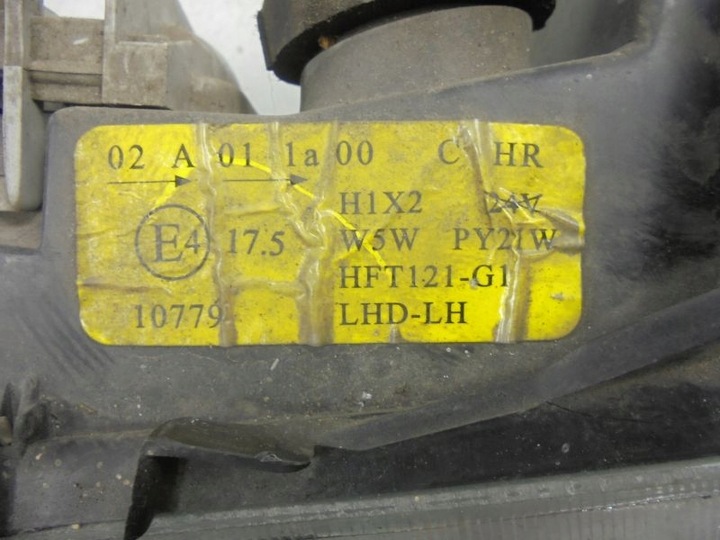 02 A 01 1a 00 C HR
H1X2 24V
E4 17.5 W5W PY21W
HFT121-G1
10779 LHD-LH